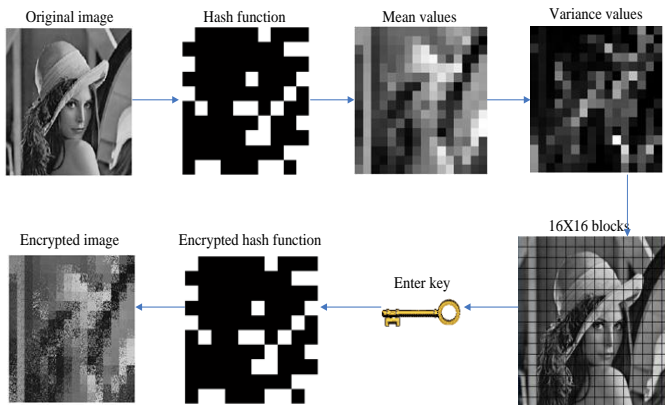 Original image
Hash function
Mean values
Variance values
16X16 blocks
Encrypted image
Encrypted hash function
Enter key